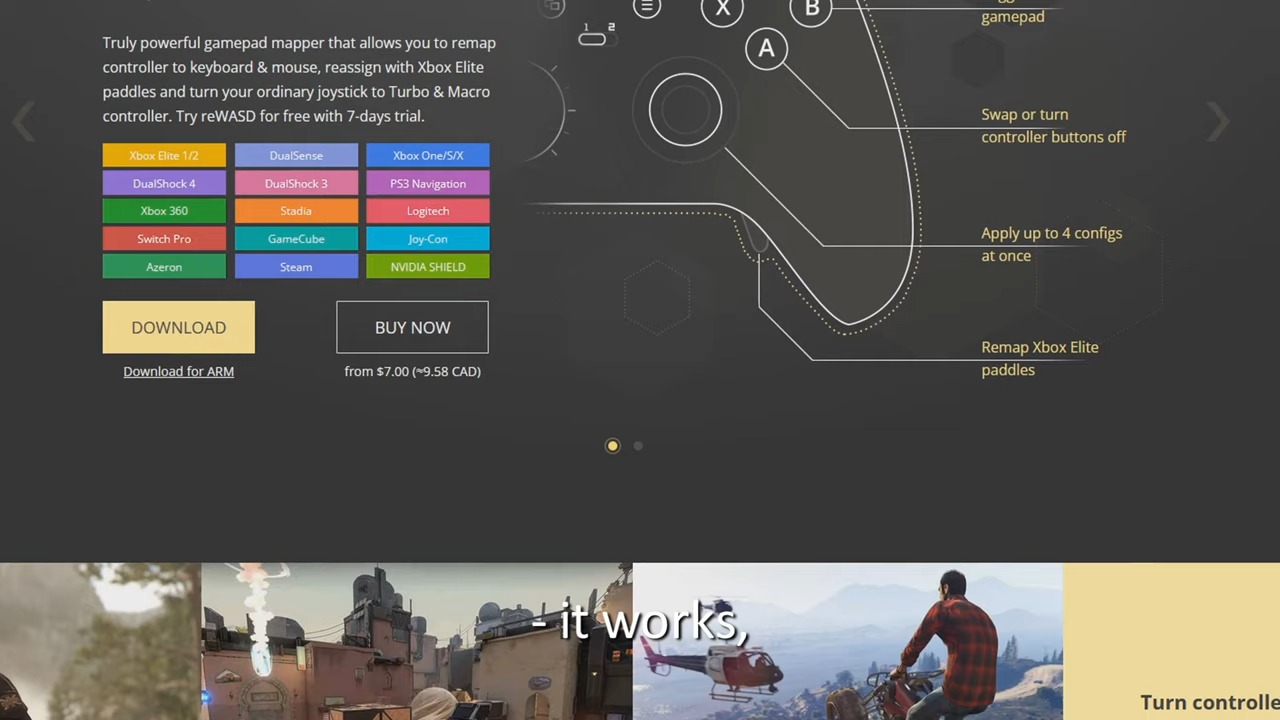 Truly powerful gamepad mapper that allows you to remap
controller to keyboard & mouse, reassign with Xbox Elite
paddles and turn your ordinary joystick to Turbo & Macro
controller. Try reWASD for free with 7-days trial.
Xbox Elite 1/2
DualSense
Xbox One/S/X
DualShock 4
DualShock 3
PS3 Navigation
Xbox 360
Stadia
Logitech
Switch Pro
GameCube
Joy-Con
Azeron
Steam
NVIDIA SHIELD
DOWNLOAD
BUY NOW
Download for ARM
from $7.00 (≈9.58 CAD)
X
B
A
1 2
gamepad
Swap or turn
controller buttons off
Apply up to 4 configs
at once
Remap Xbox Elite
paddles
- it works,
Turn controlle